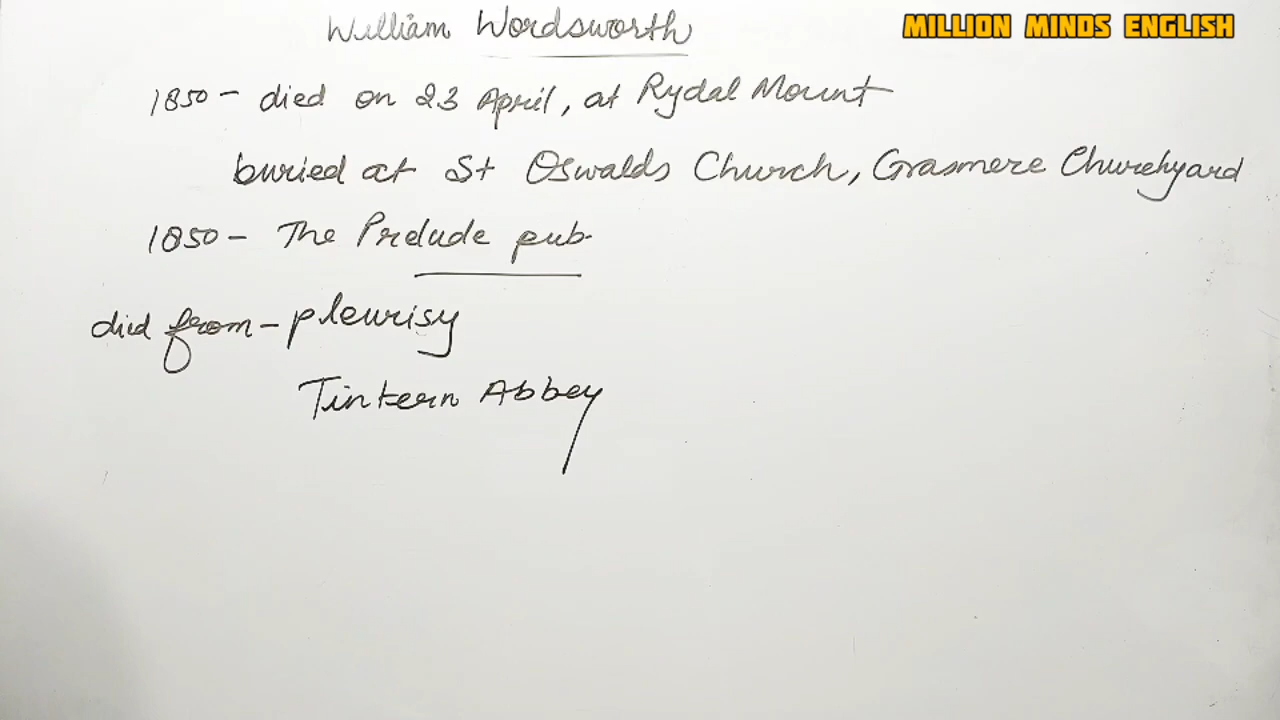 William Wordsworth
MILLION MINDS ENGLISH
1850 - died on 23 April, at Rydal Mount
buried at St Oswalds Church, Grasmere Churchyard
1850 - The Prelude pub.
died from - pleurisy
Tintern Abbey